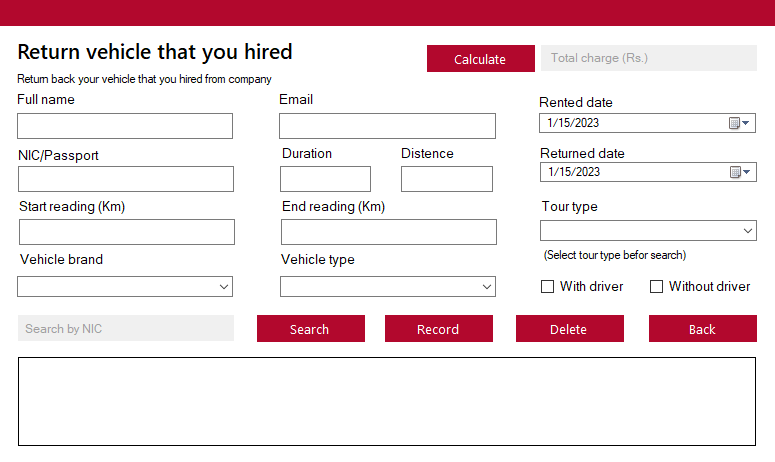 Return vehicle that you hired
Calculate
Total charge (Rs.)
Return back your vehicle that you hired from company
Full name
Email
Rented date
1/15/2023
NIC/Passport
Duration
Distence
Returned date
1/15/2023
Start reading (Km)
End reading (Km)
Tour type
(Select tour type befor search)
Vehicle brand
Vehicle type
With driver
Without driver
Search by NIC
Search
Record
Delete
Back